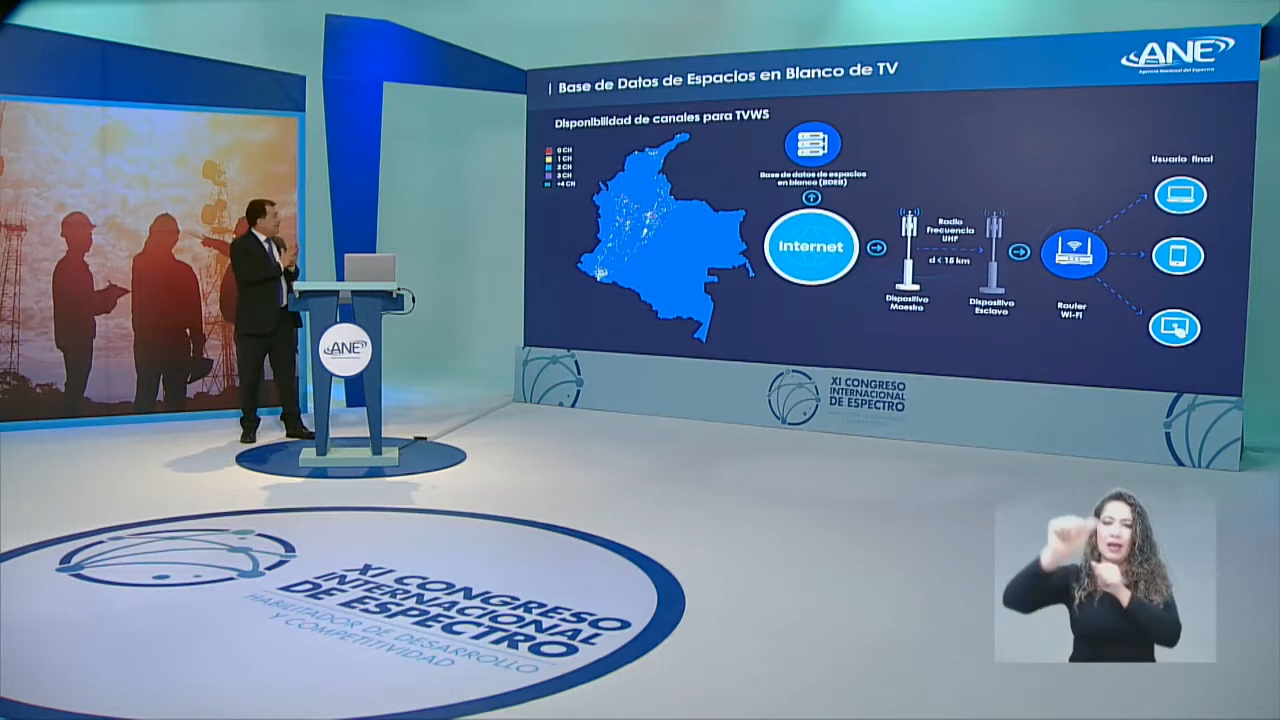 | Base de Datos de Espacios en Blanco de TV
ANE
Agencia Nacional del Espectro
Disponibilidad de canales para TVWS
0 CH
1 CH
2 CH
3 CH
+4 CH
Base de datos de espacios
en blanco (BDEB)
Internet
Radio
Frecuencia
UHF
d < 15 km
Dispositivo
Maestro
Dispositivo
Esclavo
Router
Wi-Fi
Usuario final
ANE
XI CONGRESO
INTERNACIONAL
DE ESPECTRO
XI CONGRESO
INTERNACIONAL
DE ESPECTRO
HABILITADOR DE DESARROLLO
Y COMPETITIVIDAD